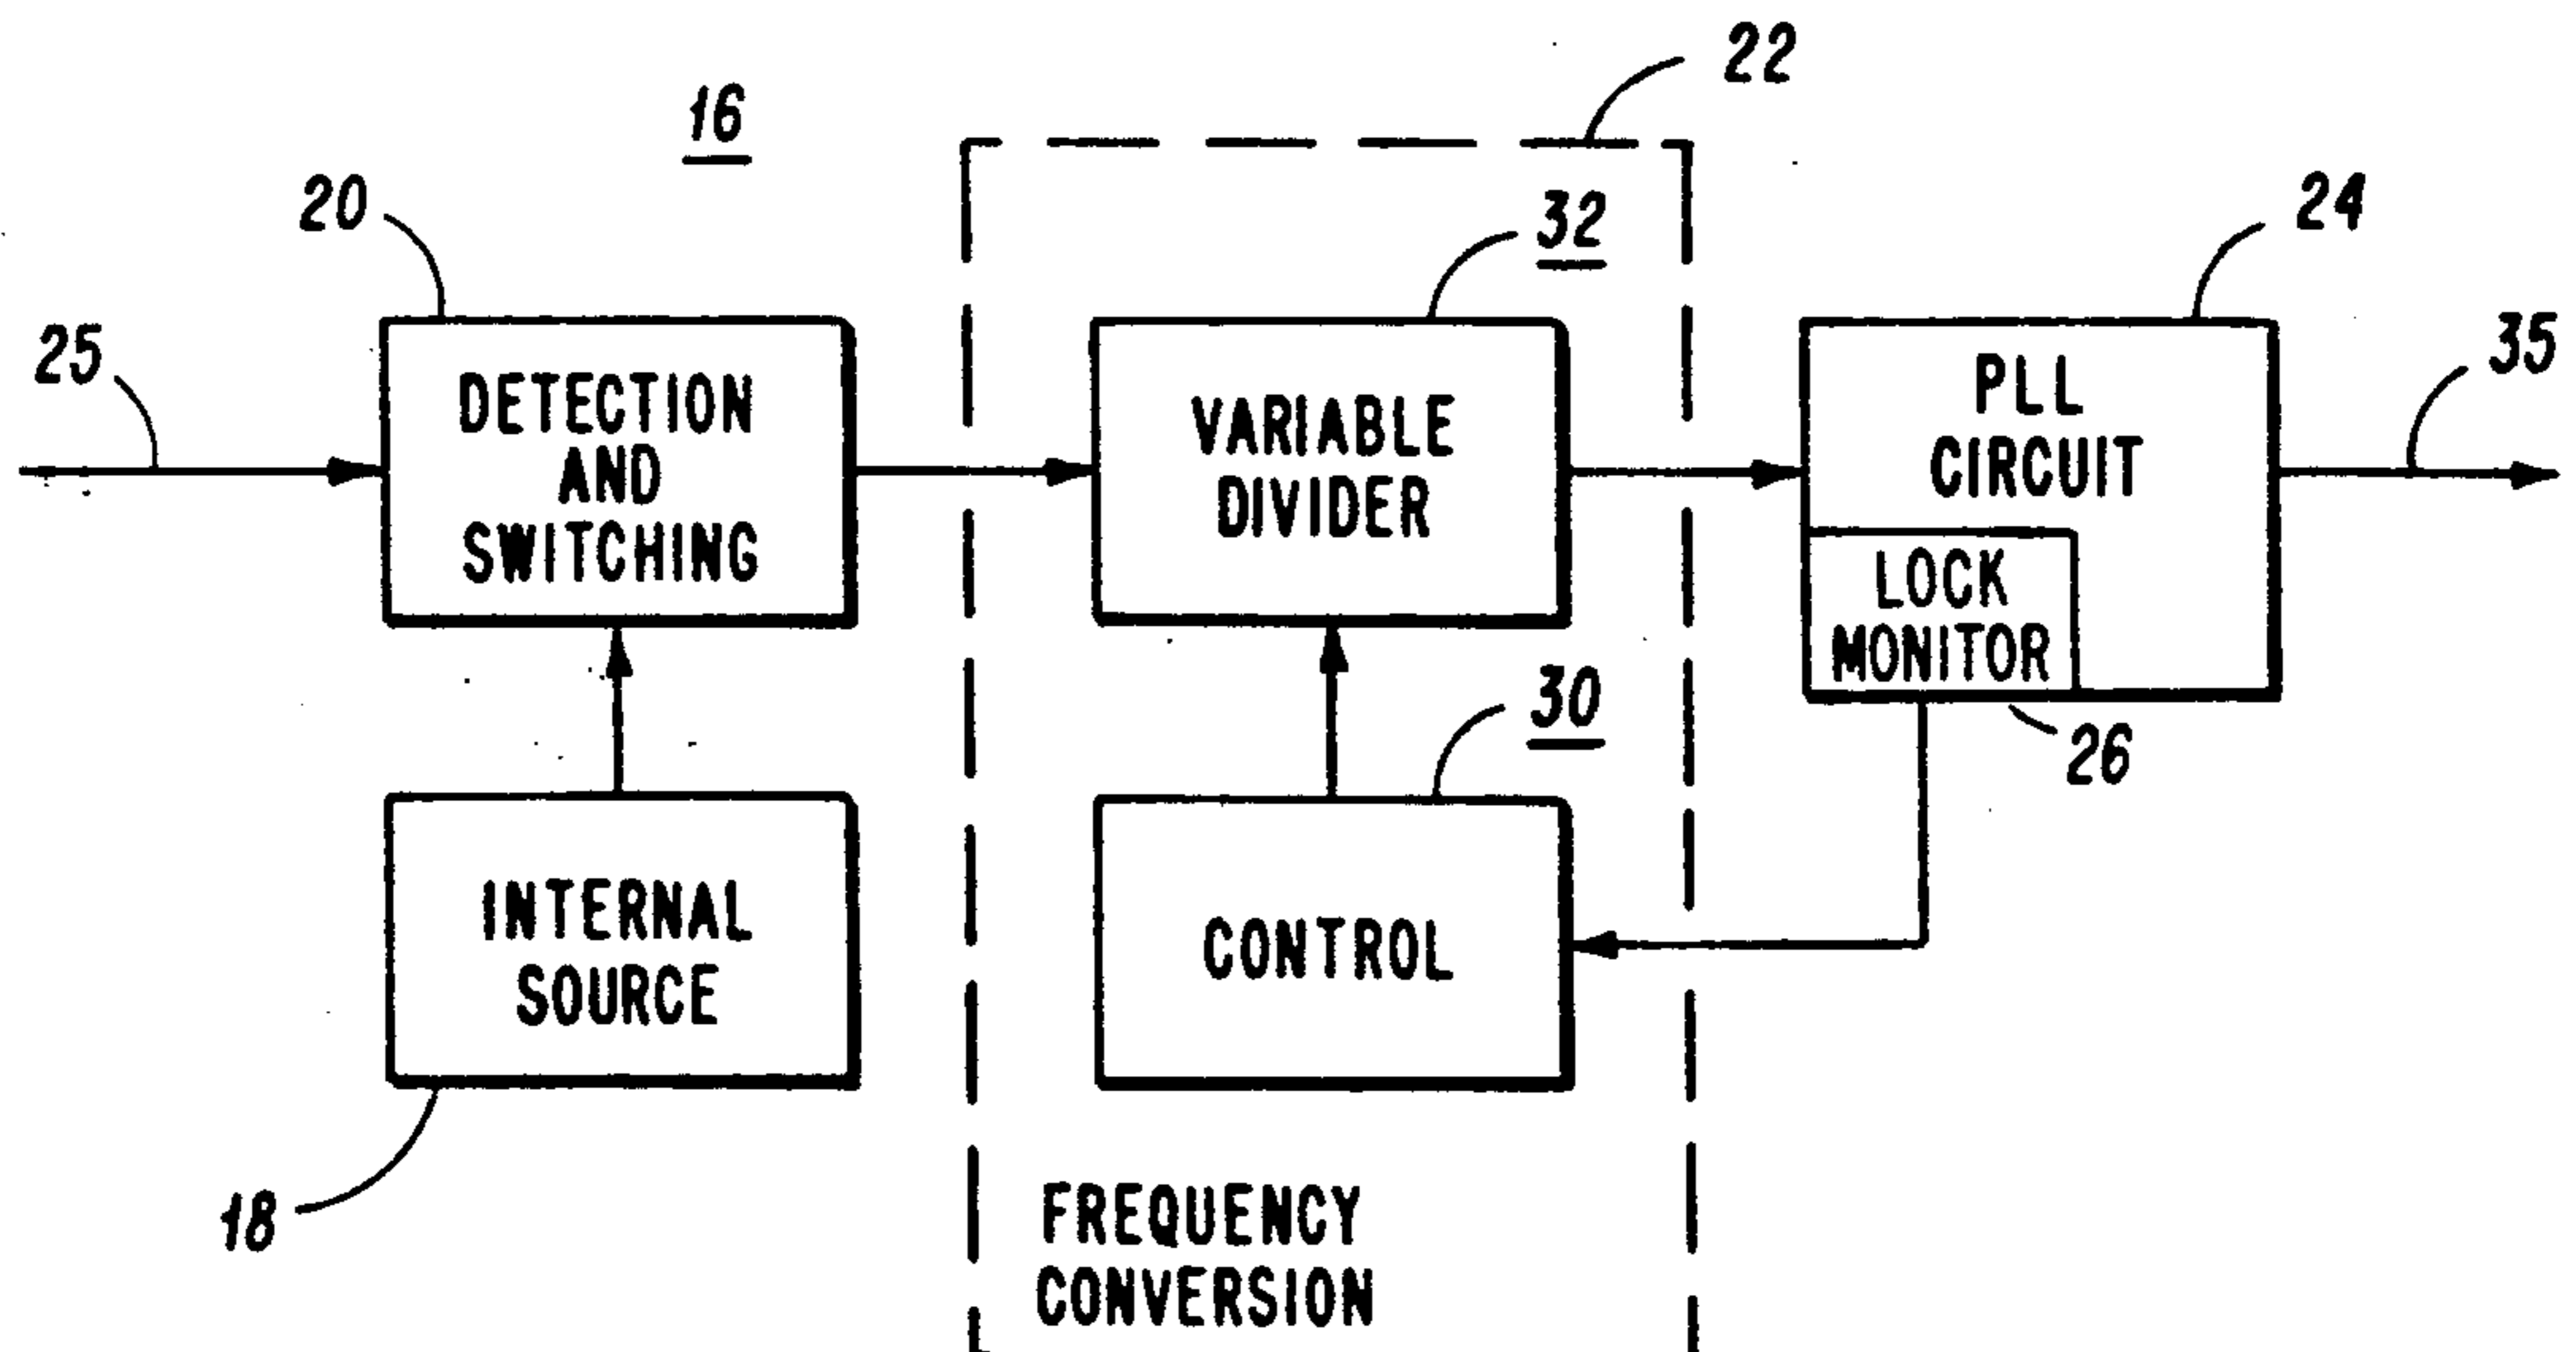 22
16
20
32
24
25
35
DETECTION
AND
SWITCHING
VARIABLE
DIVIDER
PLL
CIRCUIT
LOCK
MONITOR
26
30
INTERNAL
SOURCE
CONTROL
18
FREQUENCY
CONVERSION